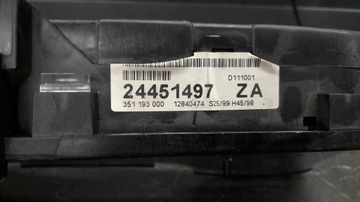 D111001
24451497 ZA
351 193 000 12840474 S25/99 H45/98